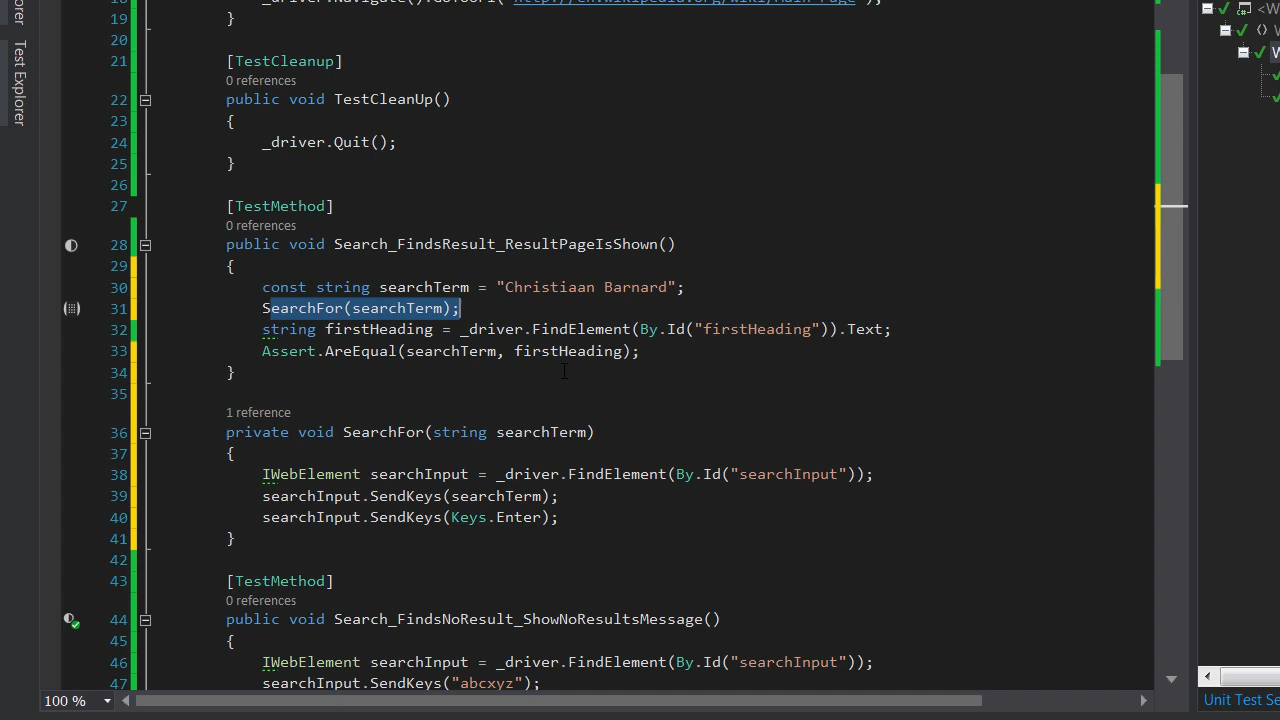 Test Explorer
19 }
20
21 [TestCleanup]
0 references
22 public void TestCleanUp()
23 {
24 _driver.Quit();
25 }
26
27 [TestMethod]
0 references
28 public void Search_FindsResult_ResultPageIsShown()
29 {
30 const string searchTerm = "Christiaan Barnard";
31 SearchFor(searchTerm);
32 string firstHeading = _driver.FindElement(By.Id("firstHeading")).Text;
33 Assert.AreEqual(searchTerm, firstHeading);
34 }
35
1 reference
36 private void SearchFor(string searchTerm)
37 {
38 IWebElement searchInput = _driver.FindElement(By.Id("searchInput"));
39 searchInput.SendKeys(searchTerm);
40 searchInput.SendKeys(Keys.Enter);
41 }
42
43 [TestMethod]
0 references
44 public void Search_FindsNoResult_ShowNoResultsMessage()
45 {
46 IWebElement searchInput = _driver.FindElement(By.Id("searchInput"));
47 searchInput.SendKeys("abcxyz");
100 %
Unit Test Se